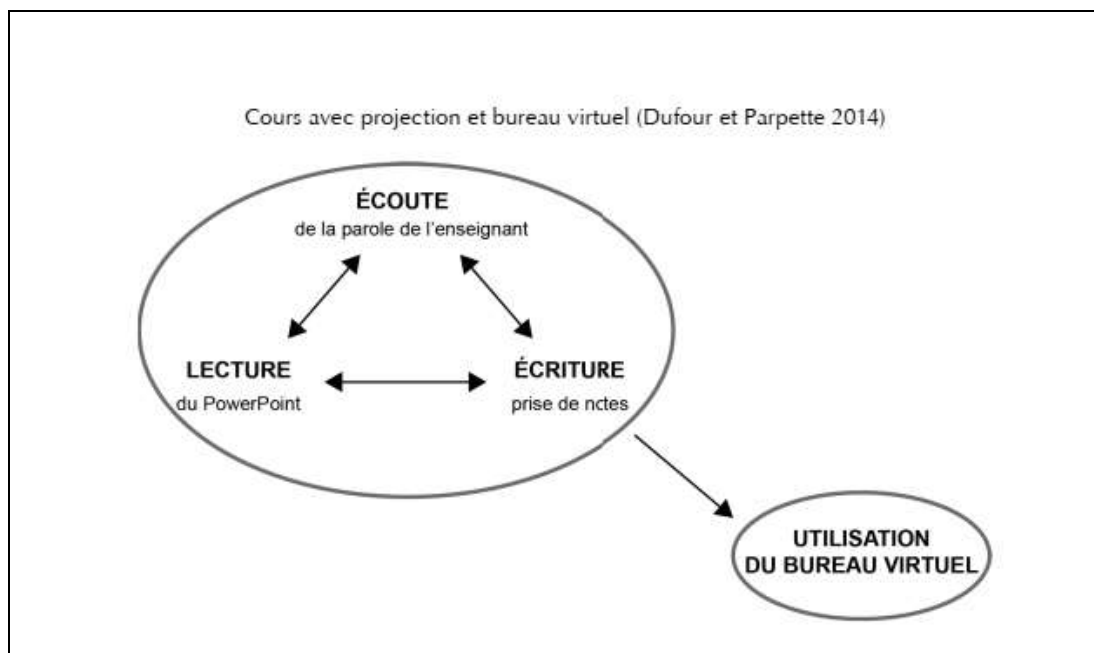 Cours avec projection et bureau virtuel (Dufour et Parpette 2014)
ÉCOUTE
de la parole de l'enseignant
LECTURE
du PowerPoint
ÉCRITURE
prise de notes
UTILISATION
DU BUREAU VIRTUEL